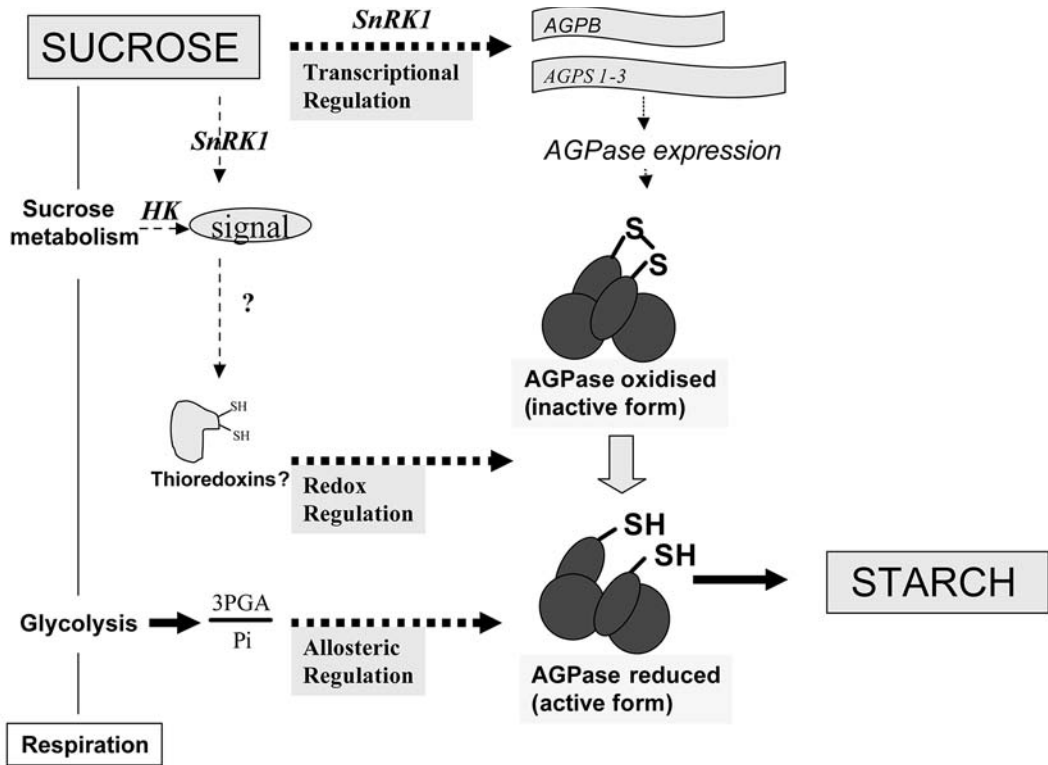 SUCROSE
SnRK1
Transcriptional
Regulation
AGPB
AGPS 1-3
AGPase expression
SnRK1
Sucrose
metabolism
HK
signal
?
S
S
AGPase oxidised
(inactive form)
SH
SH
Thioredoxins?
Redox
Regulation
SH
SH
STARCH
Glycolysis
3PGA
Pi
Allosteric
Regulation
AGPase reduced
(active form)
Respiration